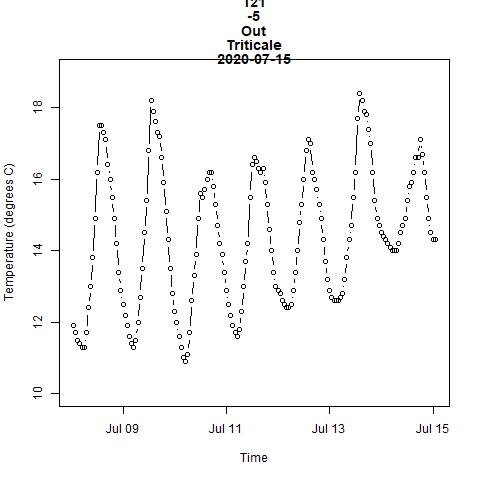 121
-5
Out
Triticale
2020-07-15
Temperature (degrees C)
18
16
14
12
10
Jul 09
Jul 11
Jul 13
Jul 15
Time